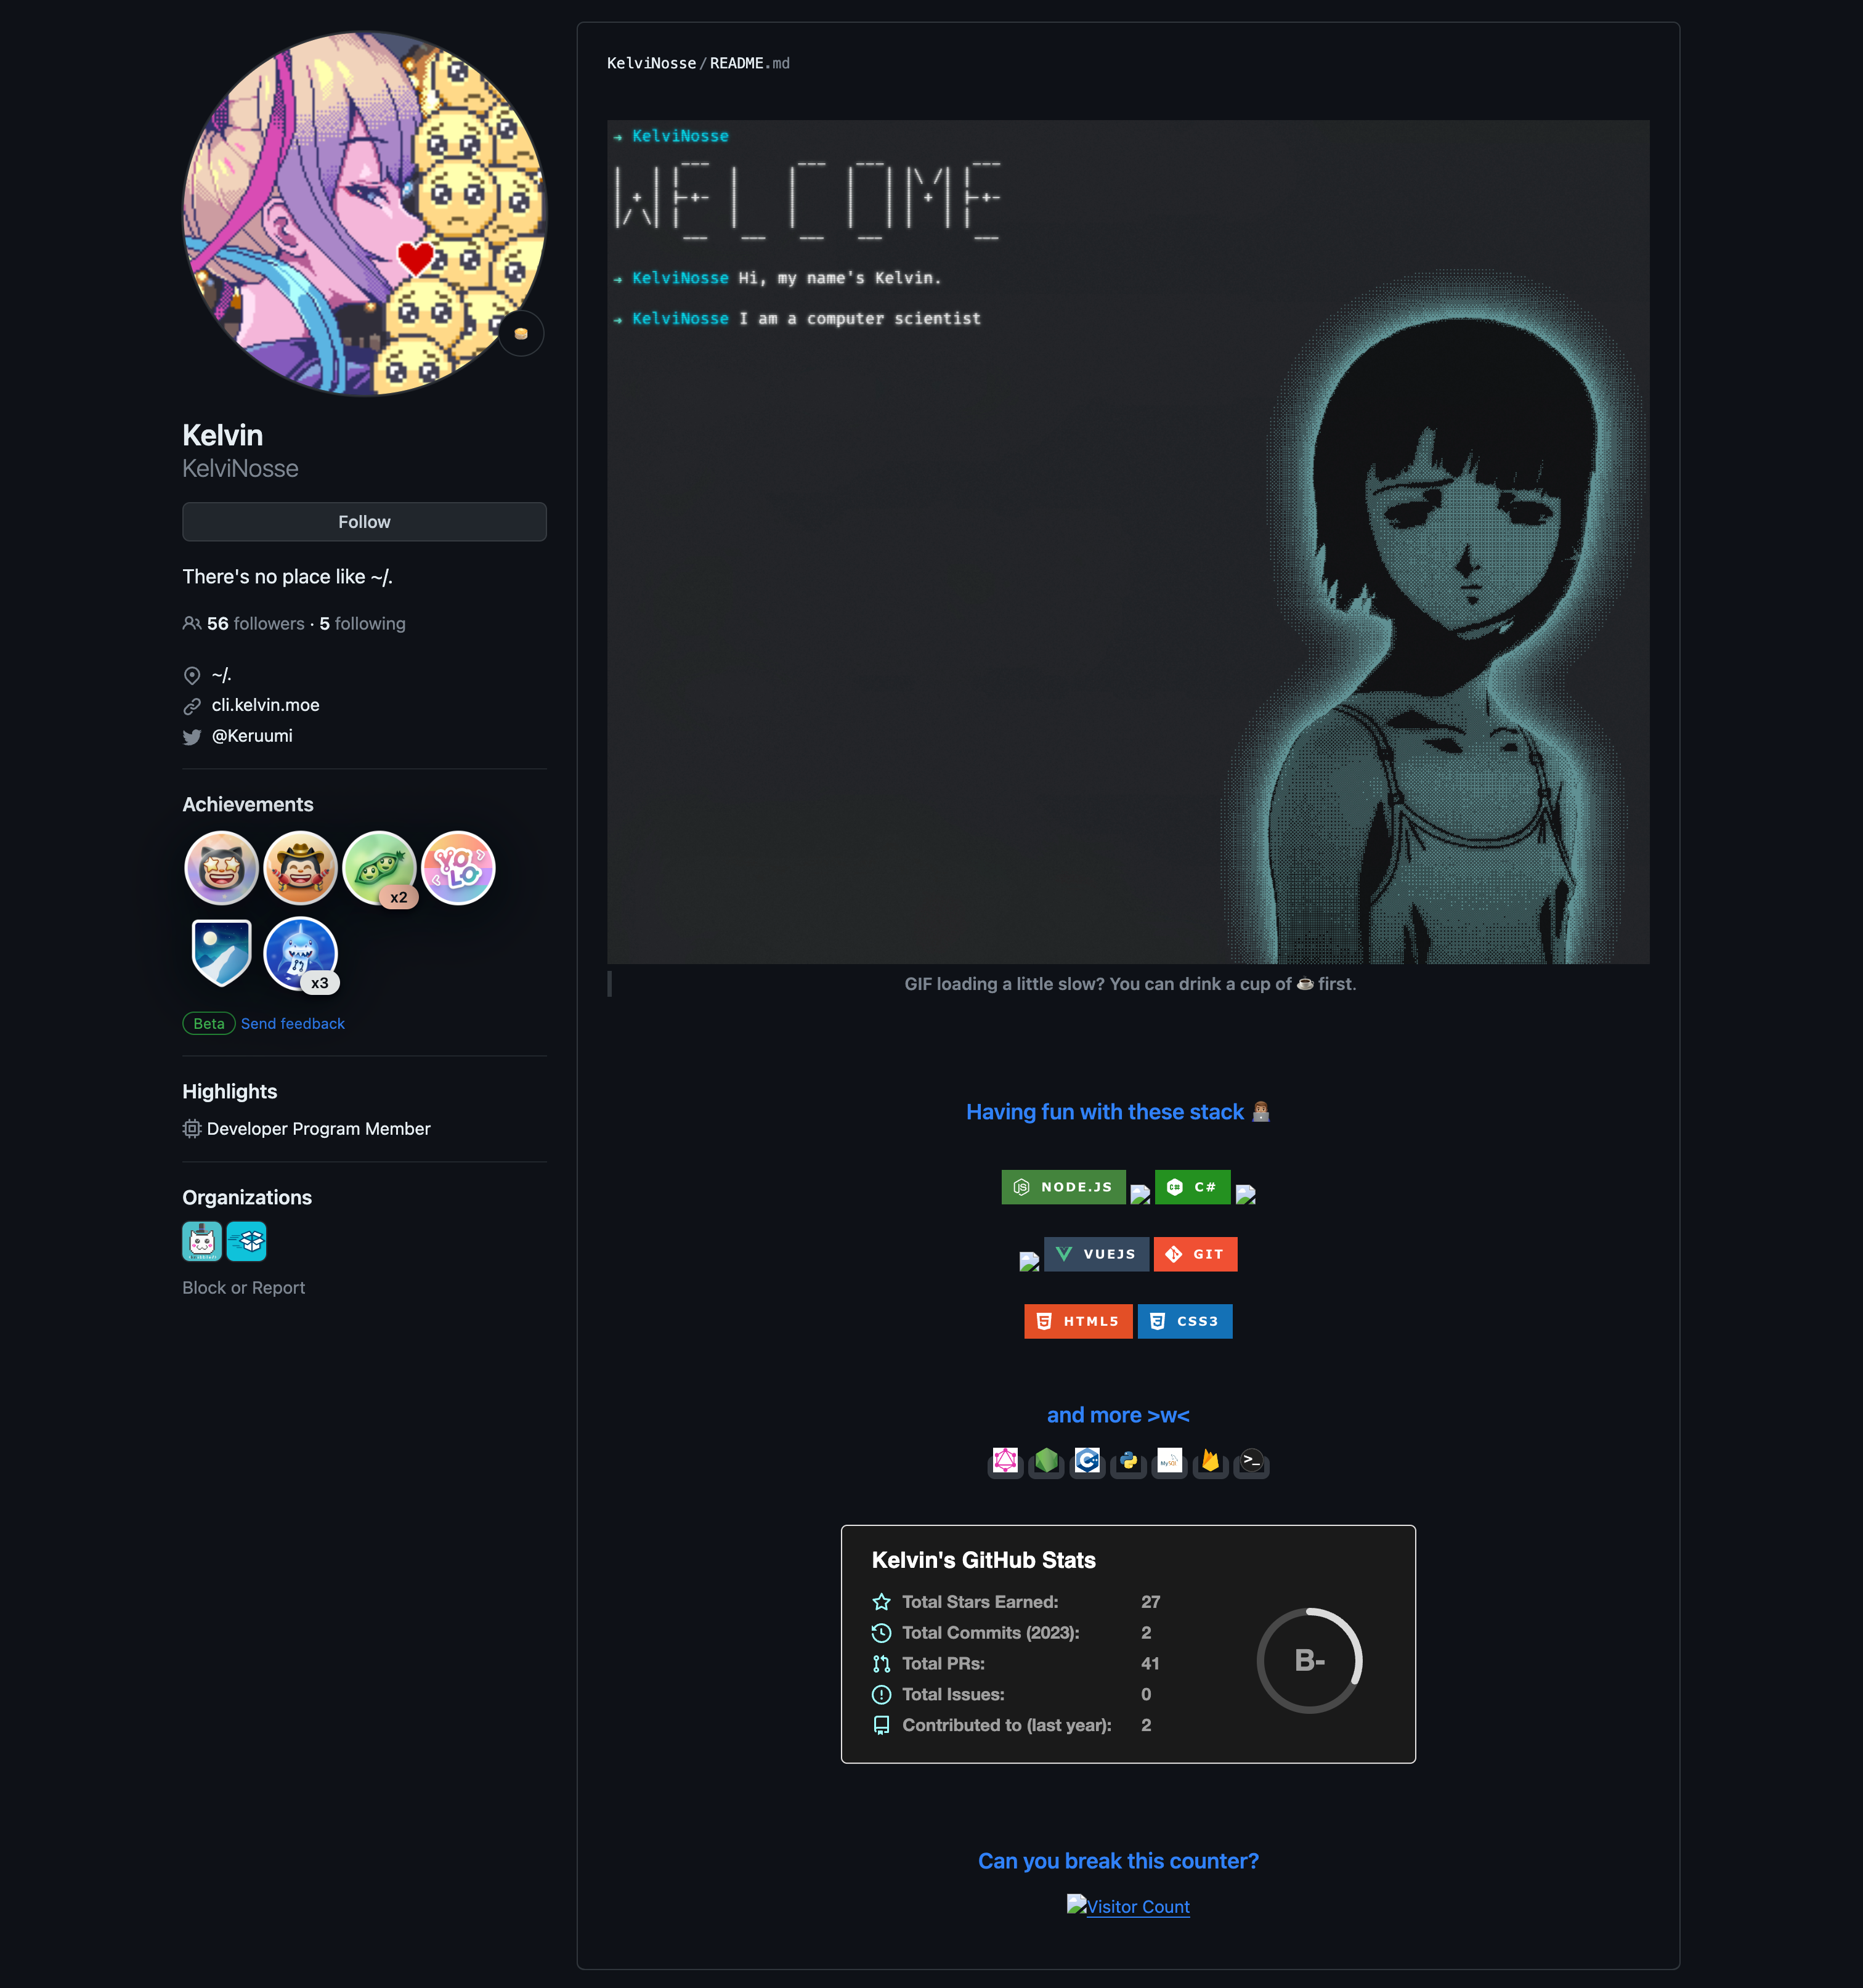 Kelvin
KelviNosse
Follow
There's no place like ~/.
56 followers · 5 following
~/.
cli.kelvin.moe
@Keruumi
Achievements
YOLO
x2
x3
Beta Send feedback
Highlights
Developer Program Member
Organizations
Block or Report
KelviNosse/README.md
→ KelviNosse
WELCOME
→ KelviNosse Hi, my name's Kelvin.
→ KelviNosse I am a computer scientist
GIF loading a little slow? You can drink a cup of ☕ first.
Having fun with these stack 👨🏽‍💻
NODE.JS C#
VUEJS GIT
HTML5 CSS3
and more >w<
MySQL
Kelvin's GitHub Stats
Total Stars Earned: 27
Total Commits (2023): 2
Total PRs: 41
Total Issues: 0
Contributed to (last year): 2
B-
Can you break this counter?
Visitor Count